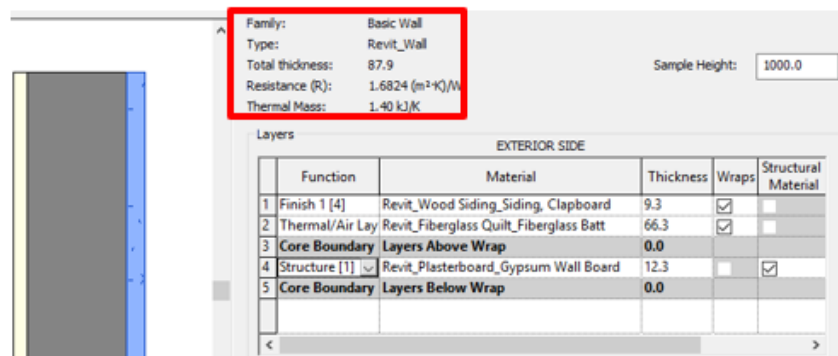 Family: Basic Wall
Type: Revit_Wall
Total thickness: 87.9 Sample Height: 1000.0
Resistance (R): 1.6824 (m²·K)/W
Thermal Mass: 1.40 kJ/K
Layers
EXTERIOR SIDE
Function Material Thickness Wraps Structural Material
1 Finish 1 [4] Revit_Wood Siding_Siding, Clapboard 9.3
2 Thermal/Air Lay Revit_Fiberglass Quilt_Fiberglass Batt 66.3
3 Core Boundary Layers Above Wrap 0.0
4 Structure [1] Revit_Plasterboard_Gypsum Wall Board 12.3
5 Core Boundary Layers Below Wrap 0.0